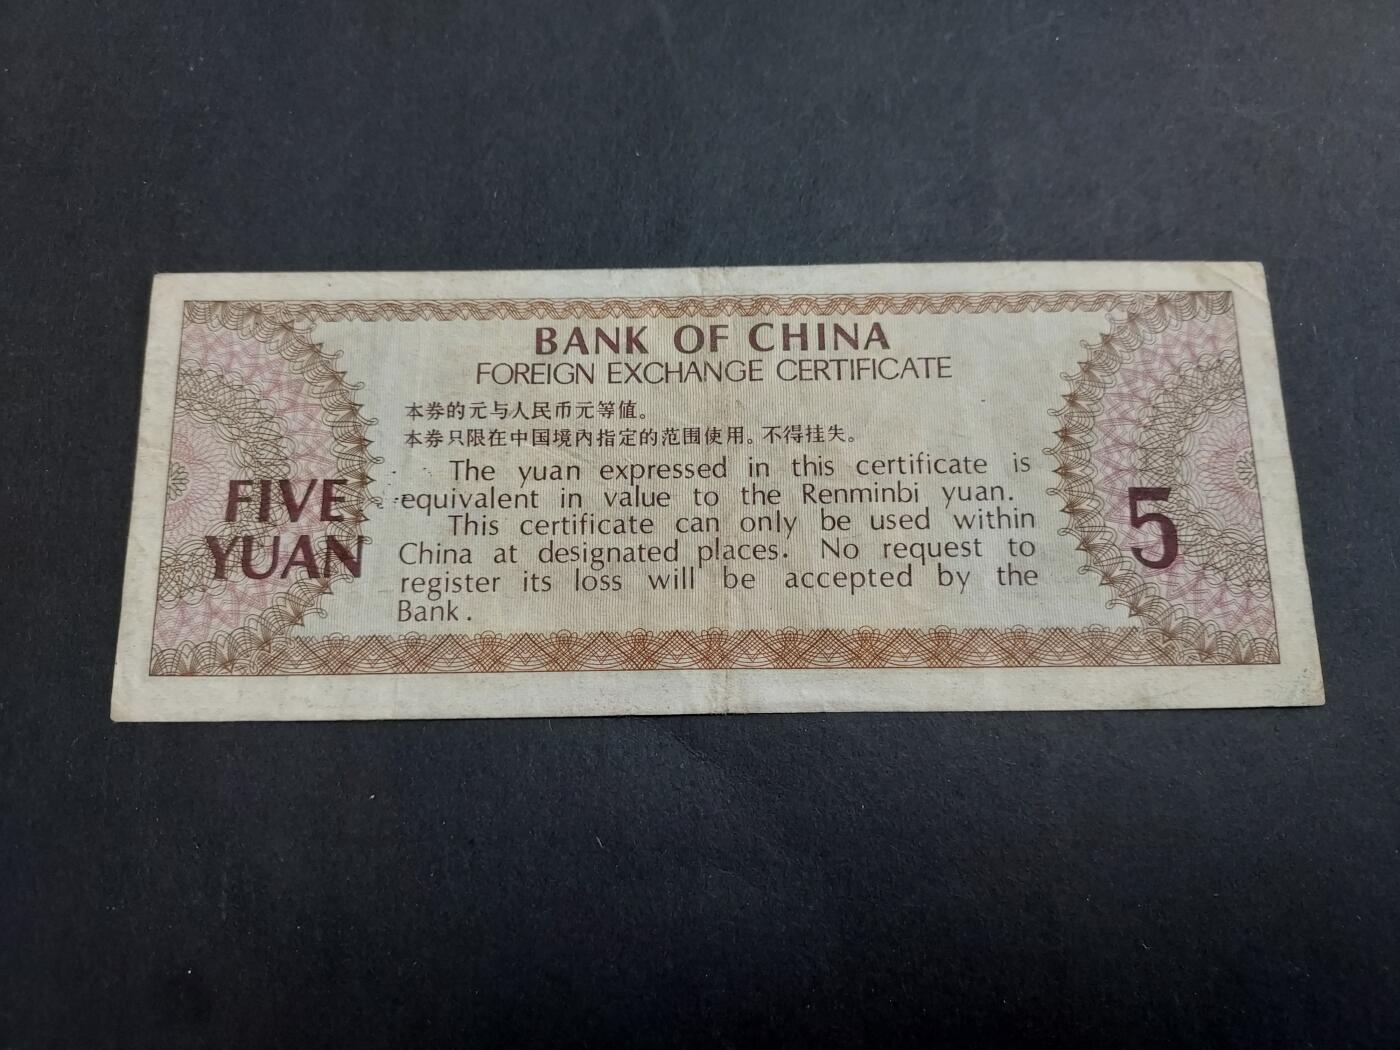 BANK OF CHINA
FOREIGN EXCHANGE CERTIFICATE
本券的元与人民币元等值。
本券只限在中国境内指定的范围使用。不得挂失。
The yuan expressed in this certificate is
equivalent in value to the Renminbi yuan.
This certificate can only be used within
China at designated places. No request to
register its loss will be accepted by the
Bank.
FIVE
YUAN
5